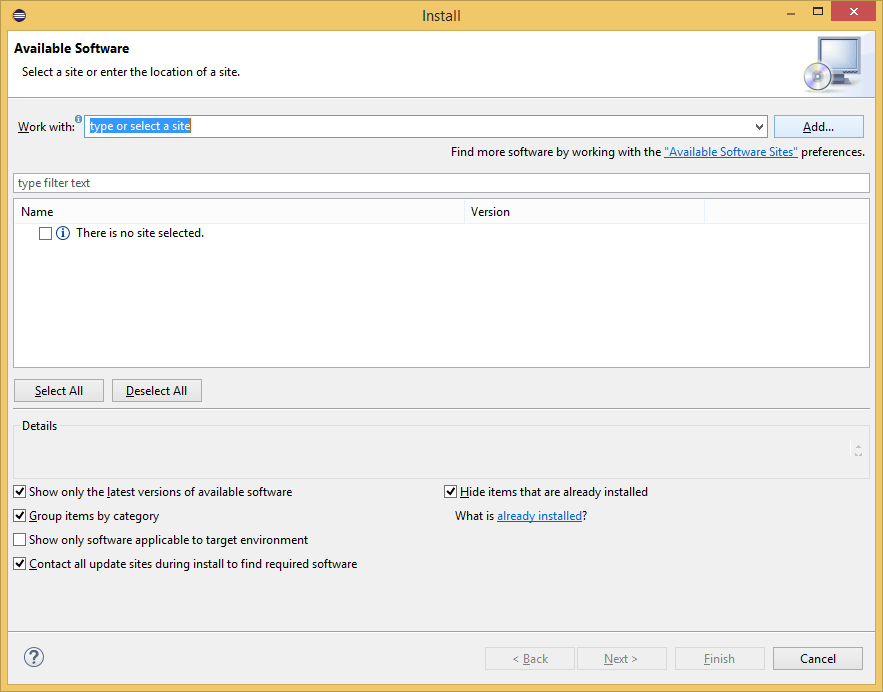 Install
Available Software
Select a site or enter the location of a site.
Work with: type or select a site Add...
Find more software by working with the "Available Software Sites" preferences.
type filter text
Name Version
There is no site selected.
Select All Deselect All
Details
Show only the latest versions of available software Hide items that are already installed
Group items by category What is already installed?
Show only software applicable to target environment
Contact all update sites during install to find required software
? < Back Next > Finish Cancel